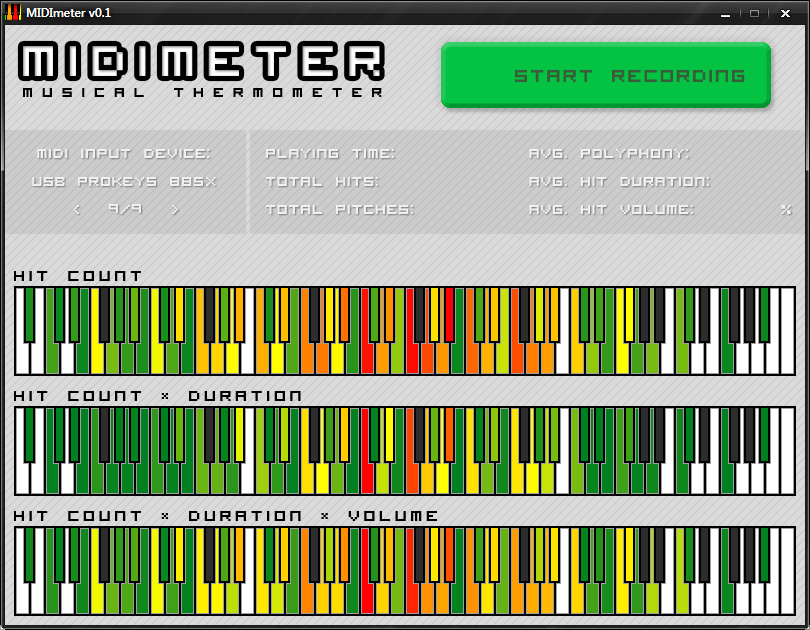 MIDImeter v0.1
MIDIMETER
MUSICAL THERMOMETER
START RECORDING
MIDI INPUT DEVICE:
USB PROKEYS 88SX
< 9/9 >
PLAYING TIME:
TOTAL HITS:
TOTAL PITCHES:
AVG. POLYPHONY:
AVG. HIT DURATION:
AVG. HIT VOLUME: %
HIT COUNT
HIT COUNT × DURATION
HIT COUNT × DURATION × VOLUME